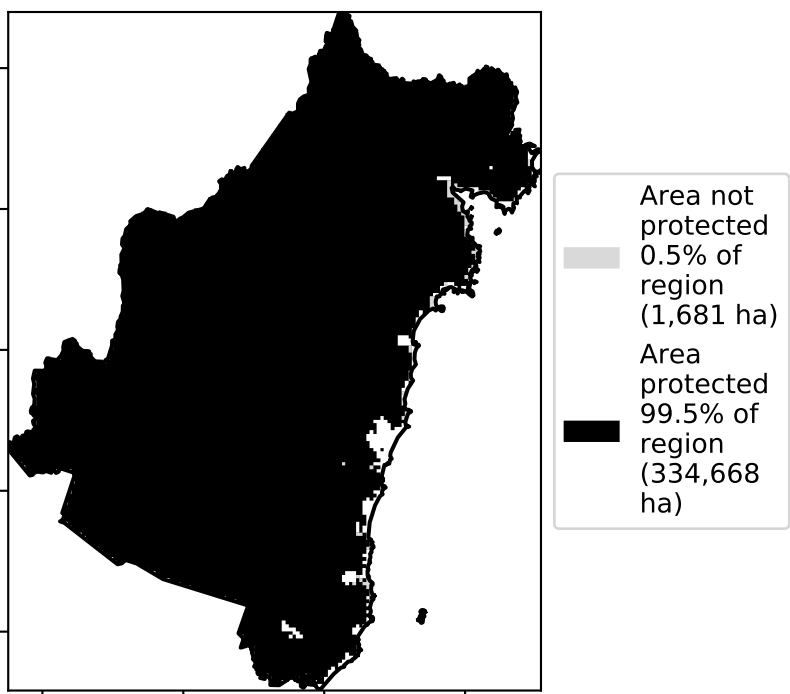 Area not
protected
0.5% of
region
(1,681 ha)
Area
protected
99.5% of
region
(334,668
ha)